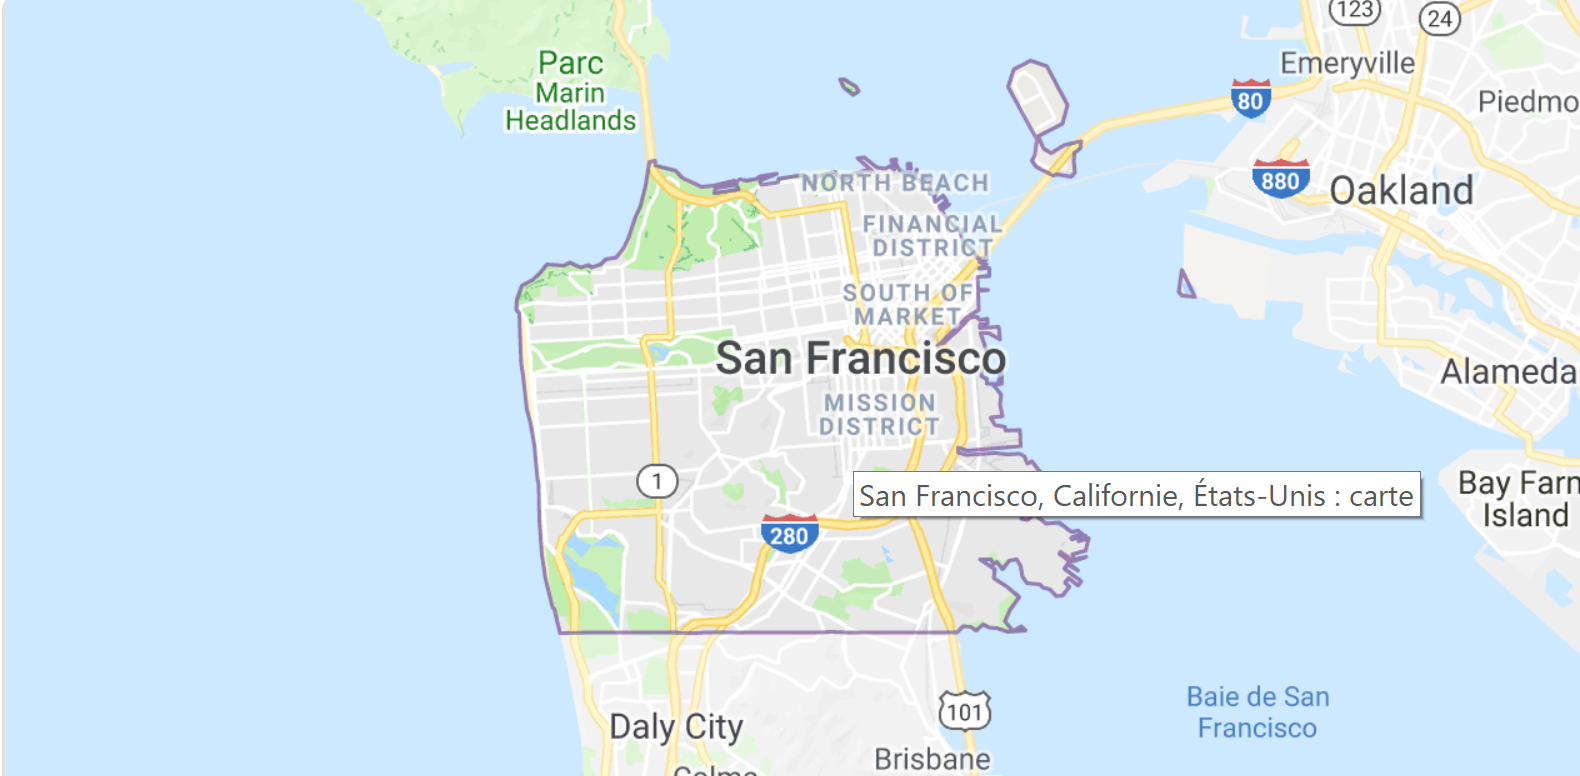 123
24
Emeryville
Parc
Marin
Headlands
80
Piedmo
880
Oakland
NORTH BEACH
FINANCIAL
DISTRICT
SOUTH OF
MARKET
San Francisco
Alameda
MISSION
DISTRICT
1
San Francisco, Californie, États-Unis : carte
Bay Farn
Island
280
Baie de San
Francisco
101
Daly City
Brisbane
Colma